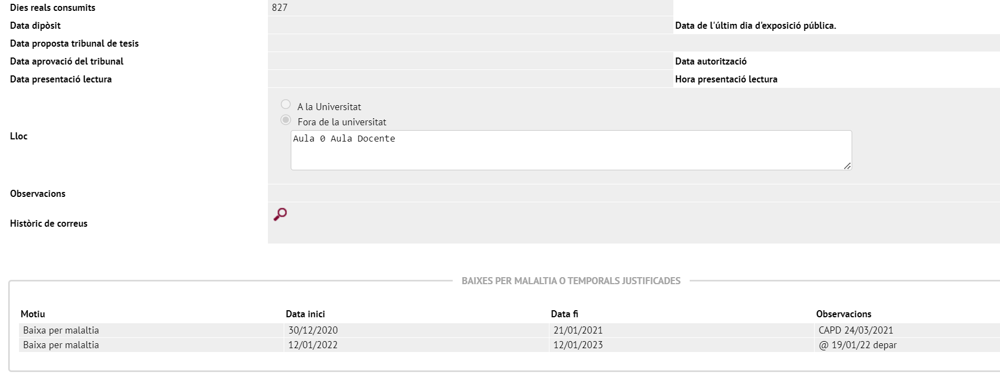 Dies reals consumits 827
Data dipòsit Data de l'últim dia d'exposició pública.
Data proposta tribunal de tesis
Data aprovació del tribunal Data autorització
Data presentació lectura Hora presentació lectura
A la Universitat
Fora de la universitat
Lloc
Aula 0 Aula Docente
Observacions
Històric de correus
BAIXES PER MALALTIA O TEMPORALS JUSTIFICADES
Motiu Data inici Data fi Observacions
Baixa per malaltia 30/12/2020 21/01/2021 CAPD 24/03/2021
Baixa per malaltia 12/01/2022 12/01/2023 @ 19/01/22 depar